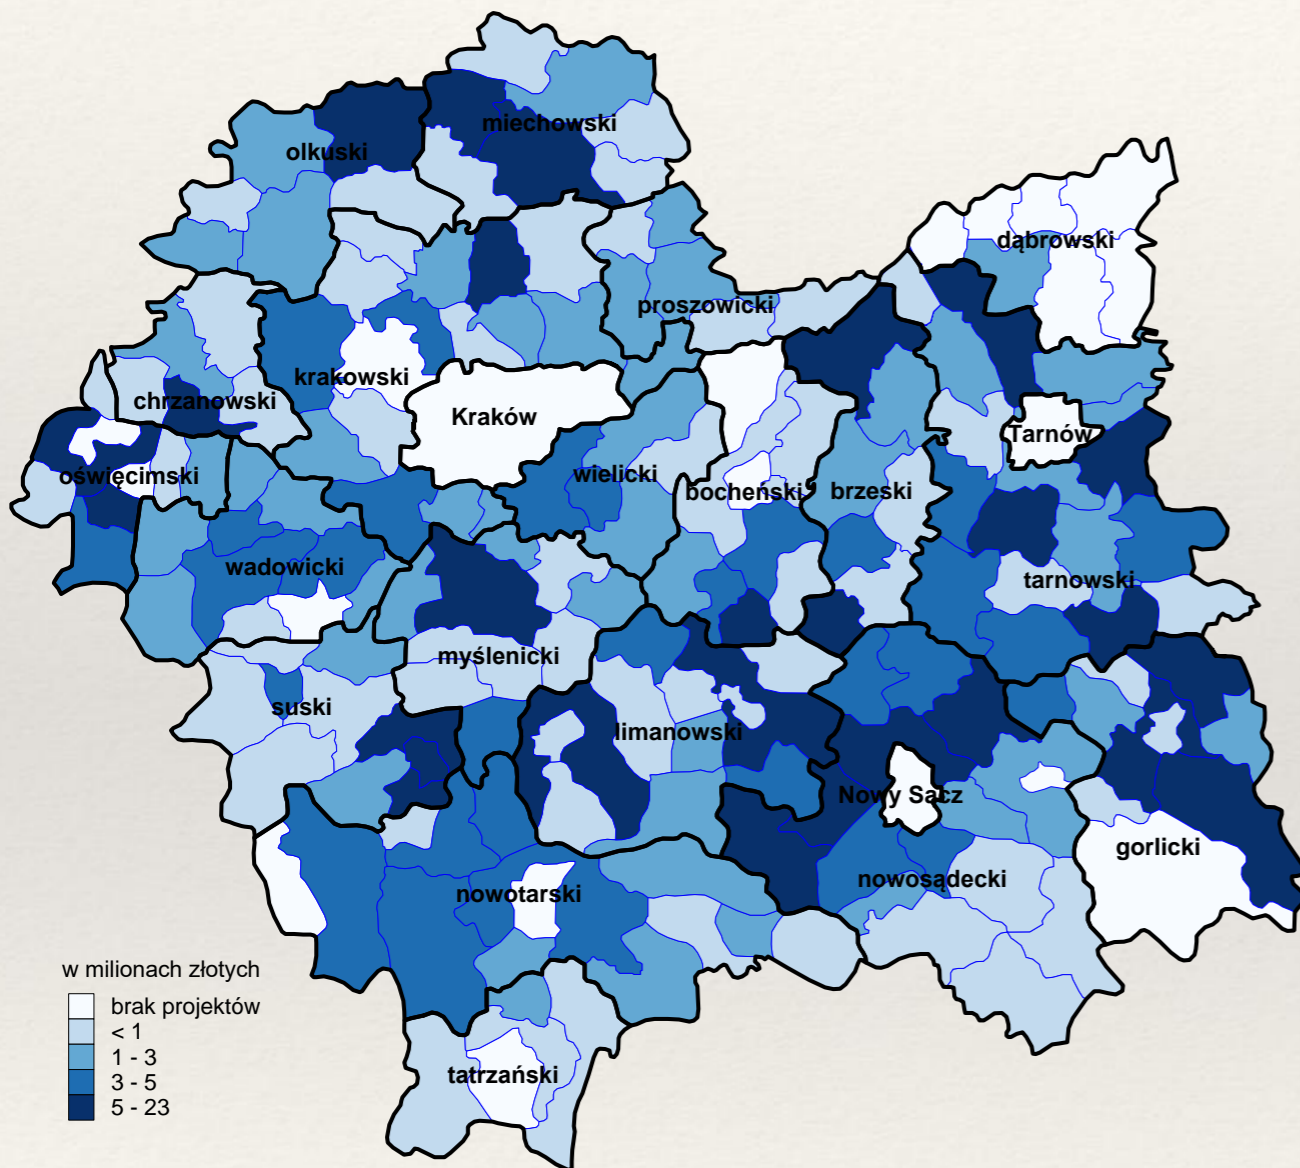 miechowski
olkuski
dąbrowski
proszowicki
krakowski
chrzanowski
Kraków
Tarnów
oświęcimski
wielicki
bocheński
brzeski
wadowicki
tarnowski
myślenicki
suski
limanowski
Nowy Sącz
gorlicki
nowosądecki
nowotarski
w milionach złotych
brak projektów
< 1
1 - 3
3 - 5
5 - 23
tatrzański